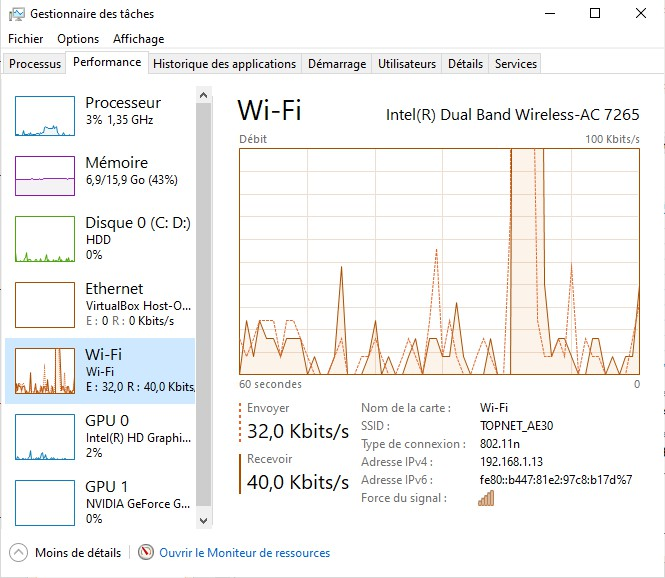 Gestionnaire des tâches
Fichier Options Affichage
Processus Performance Historique des applications Démarrage Utilisateurs Détails Services
Processeur
3% 1,35 GHz
Mémoire
6,9/15,9 Go (43%)
Disque 0 (C: D:)
HDD
0%
Ethernet
VirtualBox Host-O...
E : 0 R : 0 Kbits/s
Wi-Fi
Wi-Fi
E : 32,0 R : 40,0 Kbits,
GPU 0
Intel(R) HD Graphi...
2%
GPU 1
NVIDIA GeForce G...
0%
Wi-Fi
Intel(R) Dual Band Wireless-AC 7265
Débit 100 Kbits/s
60 secondes 0
Envoyer
32,0 Kbits/s
Recevoir
40,0 Kbits/s
Nom de la carte : Wi-Fi
SSID : TOPNET_AE30
Type de connexion : 802.11n
Adresse IPv4 : 192.168.1.13
Adresse IPv6 : fe80::b447:81e2:97c8:b17d%7
Force du signal :
Moins de détails Ouvrir le Moniteur de ressources